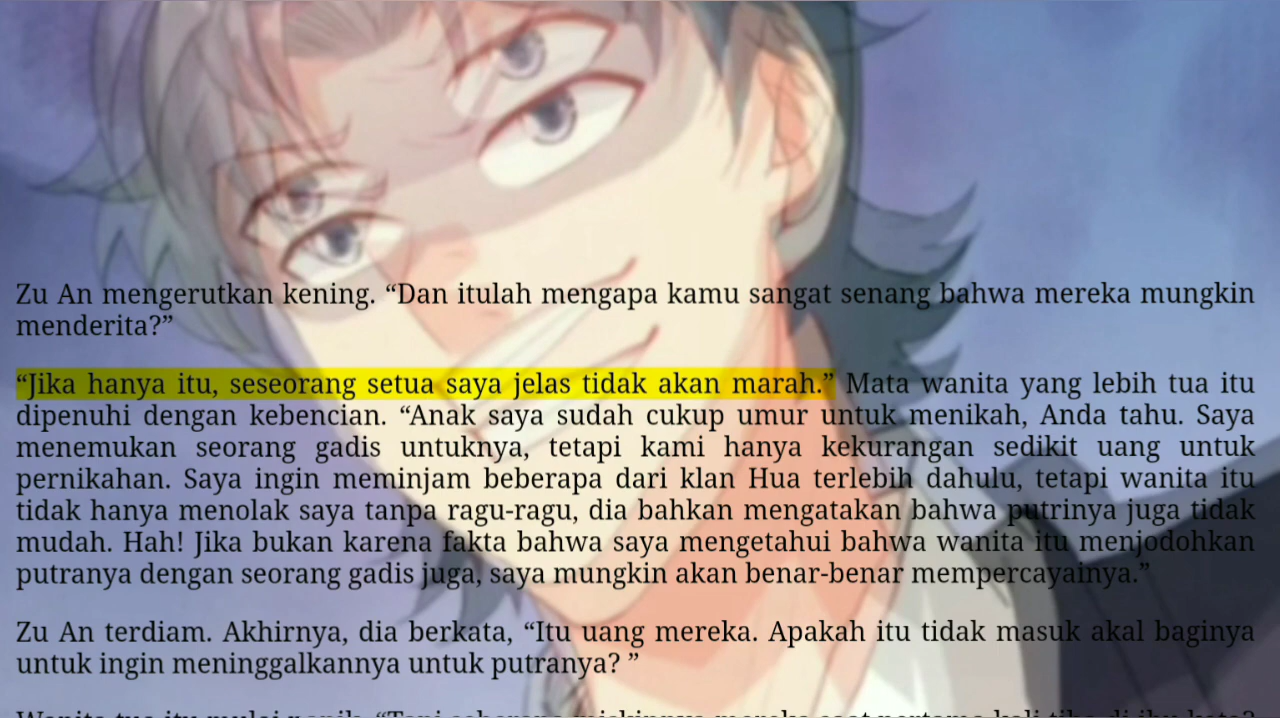 Zu An mengerutkan kening. “Dan itulah mengapa kamu sangat senang bahwa mereka mungkin
menderita?”
“Jika hanya itu, seseorang setua saya jelas tidak akan marah.” Mata wanita yang lebih tua itu
dipenuhi dengan kebencian. “Anak saya sudah cukup umur untuk menikah, Anda tahu. Saya
menemukan seorang gadis untuknya, tetapi kami hanya kekurangan sedikit uang untuk
pernikahan. Saya ingin meminjam beberapa dari klan Hua terlebih dahulu, tetapi wanita itu
tidak hanya menolak saya tanpa ragu-ragu, dia bahkan mengatakan bahwa putrinya juga tidak
mudah. Hah! Jika bukan karena fakta bahwa saya mengetahui bahwa wanita itu menjodohkan
putranya dengan seorang gadis juga, saya mungkin akan benar-benar mempercayainya.”
Zu An terdiam. Akhirnya, dia berkata, “Itu uang mereka. Apakah itu tidak masuk akal baginya
untuk ingin meninggalkannya untuk putranya? ”